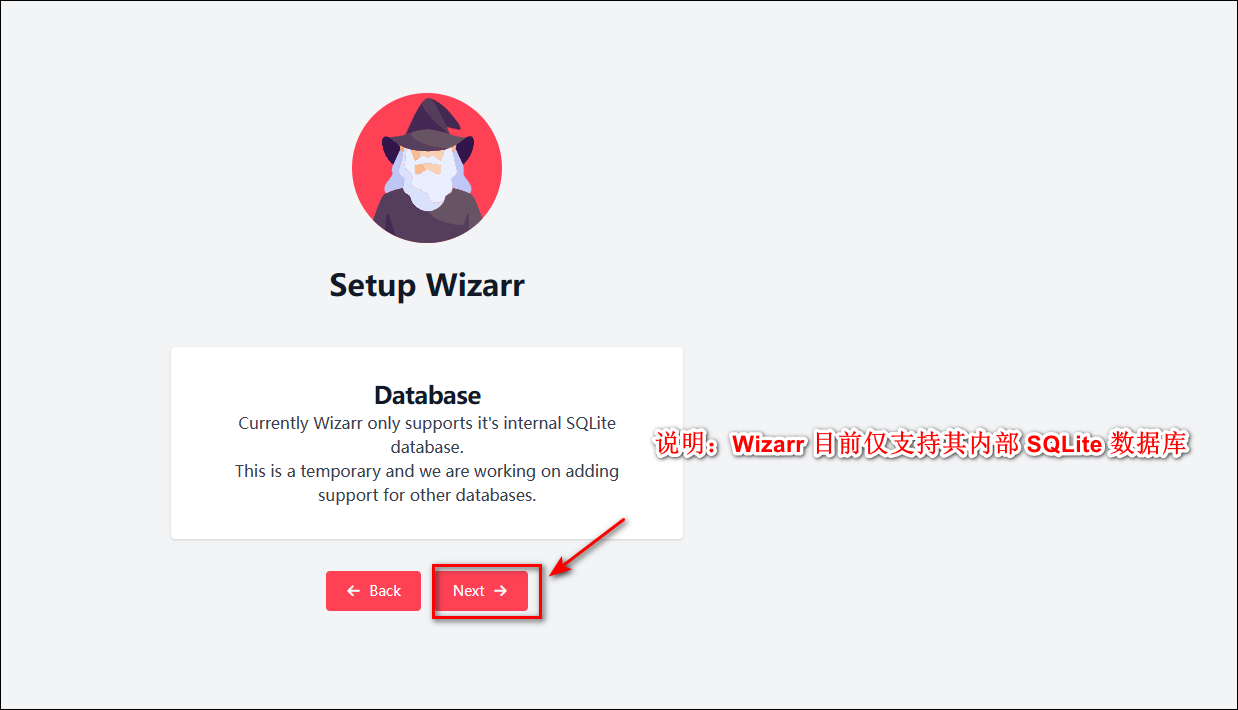 Setup Wizarr
Database
Currently Wizarr only supports it's internal SQLite
database.
This is a temporary and we are working on adding
support for other databases.
说明：Wizarr 目前仅支持其内部 SQLite 数据库
Back
Next